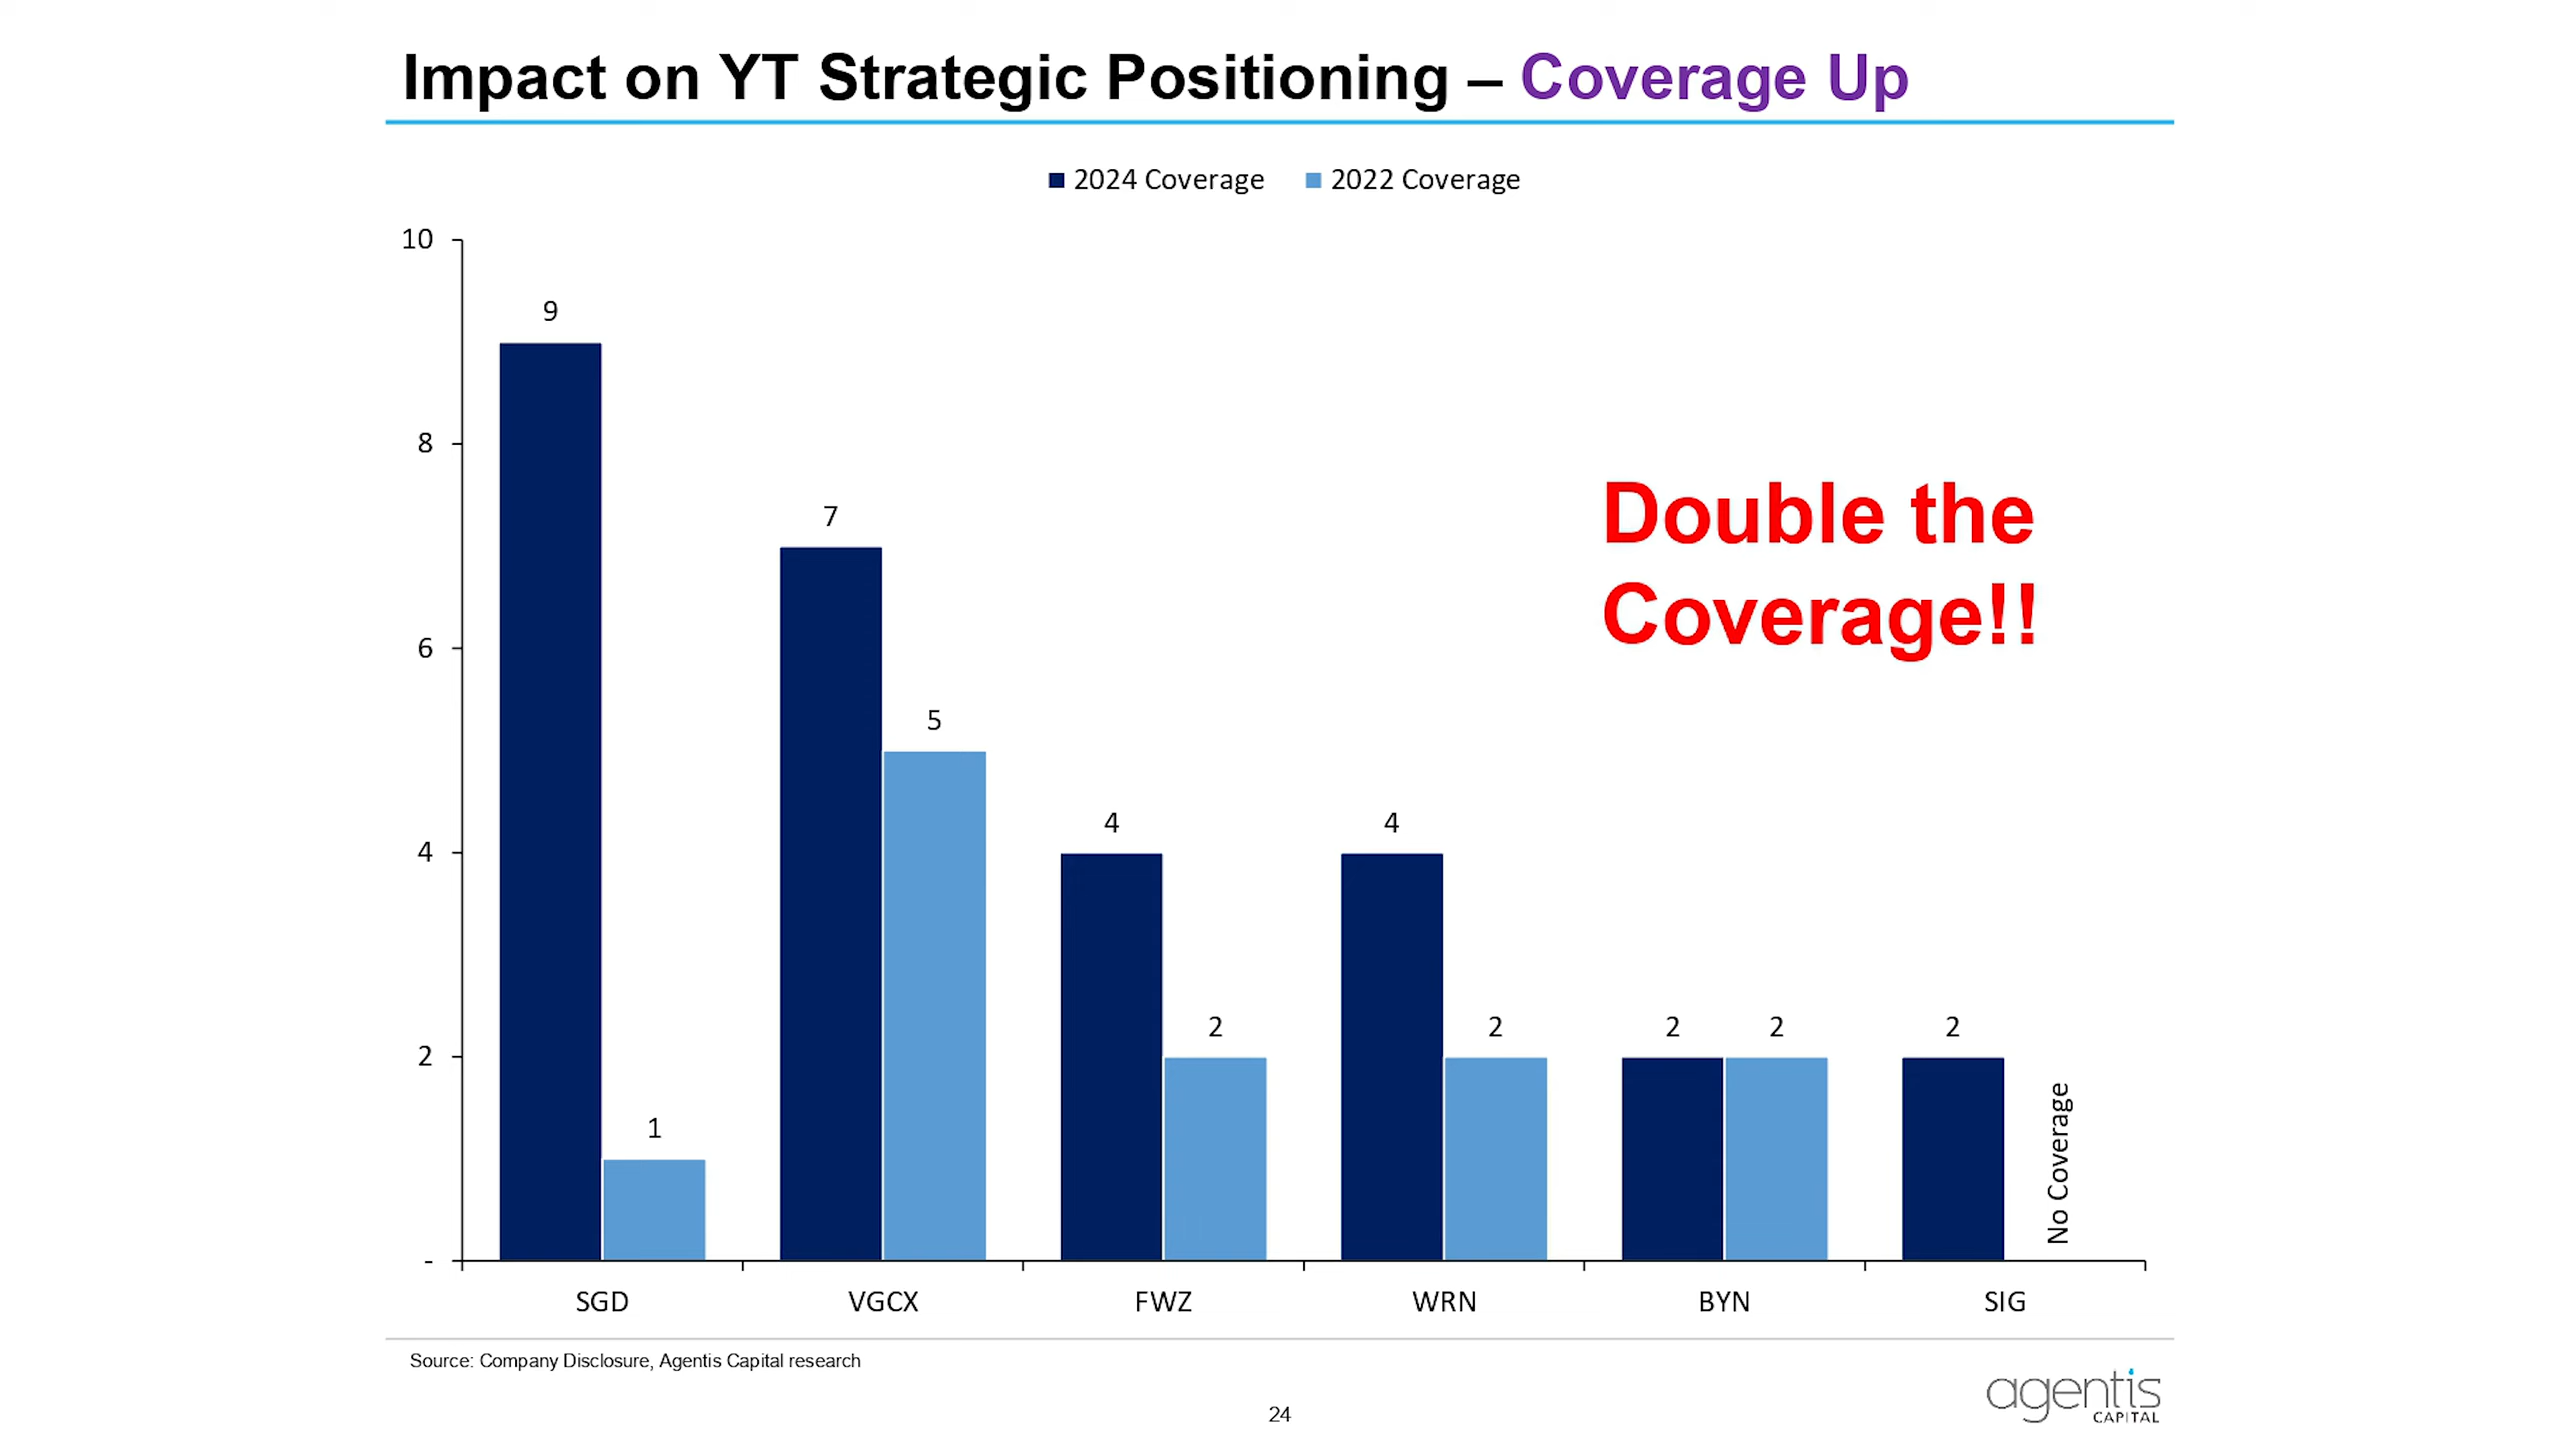 Impact on YT Strategic Positioning – Coverage Up
2024 Coverage 2022 Coverage
10
8
6
4
2
-
9
1
7
5
4
2
4
2
2
2
2
No Coverage
Double the
Coverage!!
SGD VGCX FWZ WRN BYN SIG
Source: Company Disclosure, Agentis Capital research
24
agentis
CAPITAL